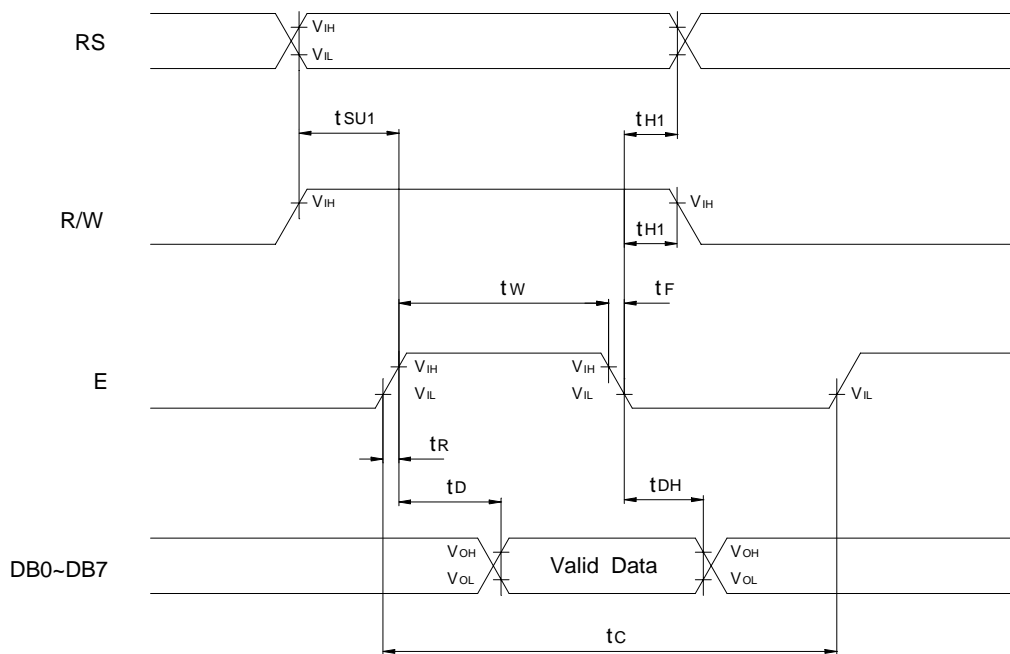 RS
VIH
VIL
tSU1
tH1
R/W
VIH
VIH
tH1
tW
tF
E
VIH
VIH
VIL
VIL
VIL
tR
tD
tDH
DB0~DB7
VOH
VOL
Valid Data
VOH
VOL
tC